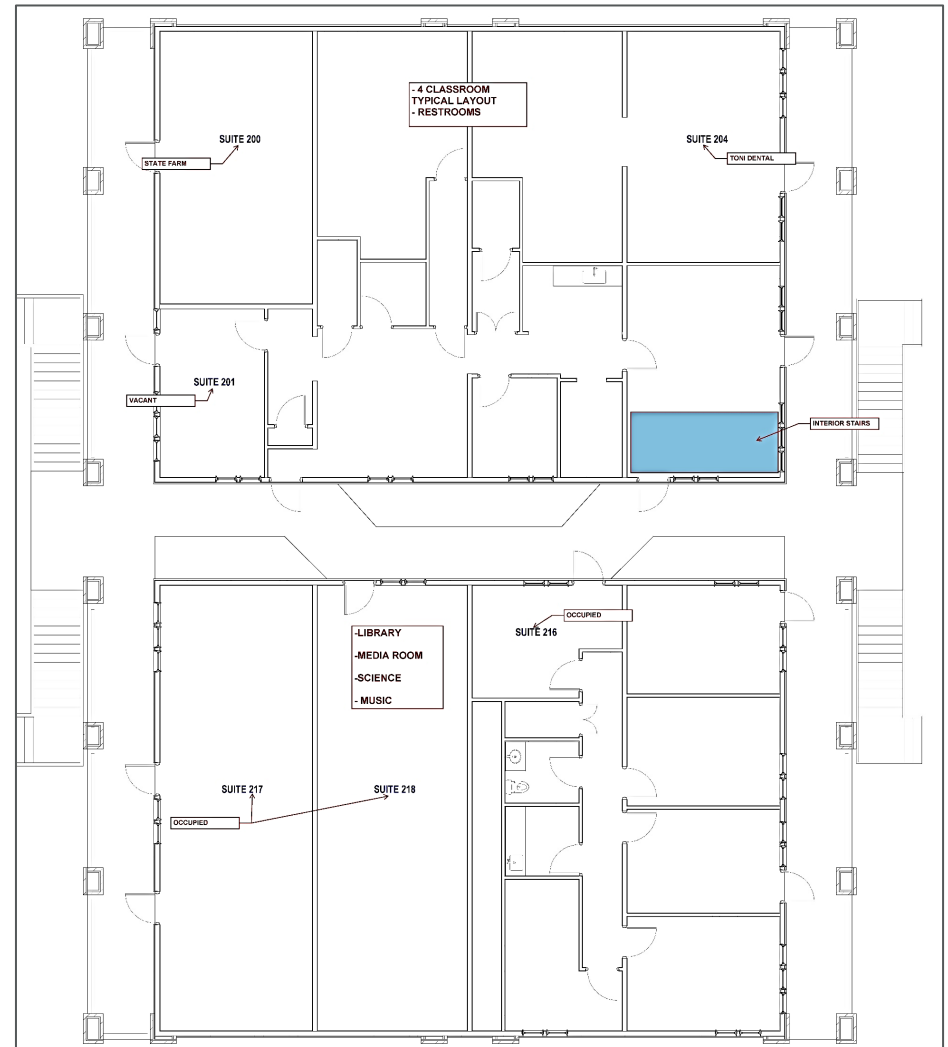 - 4 CLASSROOM
TYPICAL LAYOUT
- RESTROOMS
SUITE 200
STATE FARM
SUITE 204
TONI DENTAL
SUITE 201
VACANT
INTERIOR STAIRS
-LIBRARY
-MEDIA ROOM
-SCIENCE
- MUSIC
OCCUPIED
SUITE 216
SUITE 217
SUITE 218
OCCUPIED